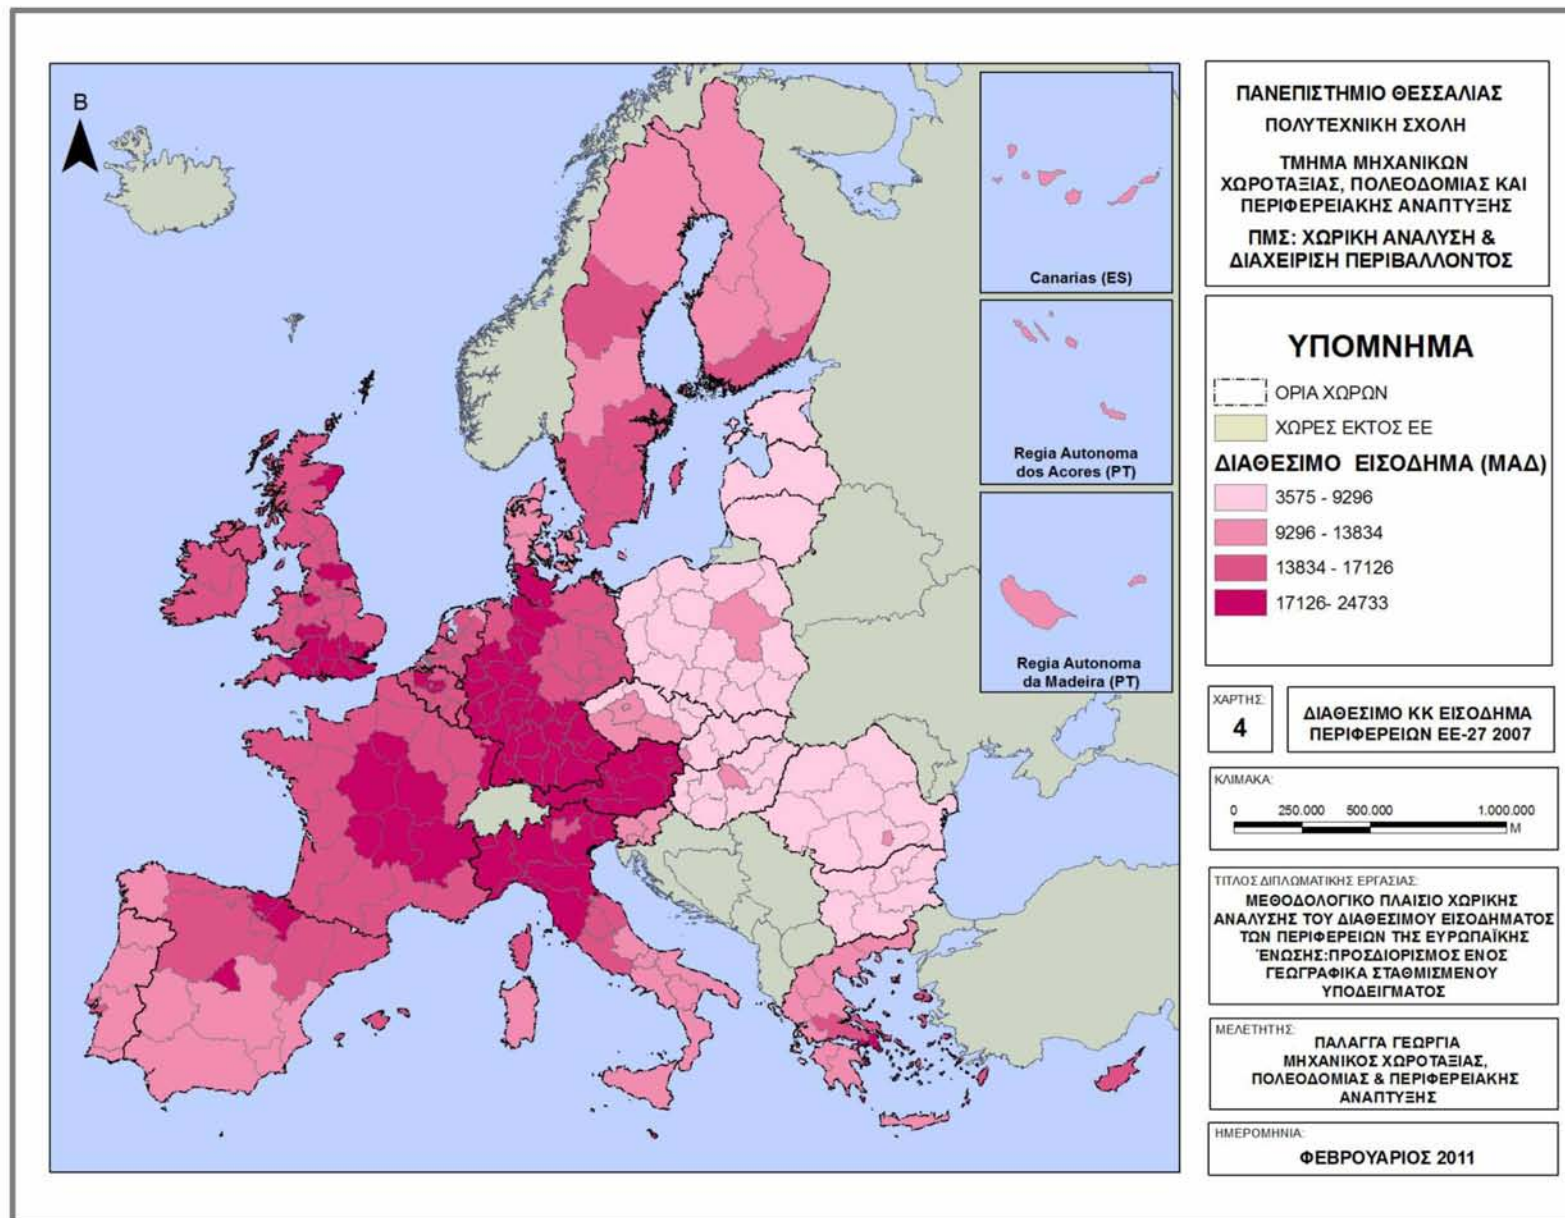 B
Canarias (ES)
Regia Autonoma
dos Acores (PT)
Regia Autonoma
da Madeira (PT)
ΠΑΝΕΠΙΣΤΗΜΙΟ ΘΕΣΣΑΛΙΑΣ
ΠΟΛΥΤΕΧΝΙΚΗ ΣΧΟΛΗ
ΤΜΗΜΑ ΜΗΧΑΝΙΚΩΝ
ΧΩΡΟΤΑΞΙΑΣ, ΠΟΛΕΟΔΟΜΙΑΣ ΚΑΙ
ΠΕΡΙΦΕΡΕΙΑΚΗΣ ΑΝΑΠΤΥΞΗΣ
ΠΜΣ: ΧΩΡΙΚΗ ΑΝΑΛΥΣΗ &
ΔΙΑΧΕΙΡΙΣΗ ΠΕΡΙΒΑΛΛΟΝΤΟΣ
ΥΠΟΜΝΗΜΑ
ΟΡΙΑ ΧΩΡΩΝ
ΧΩΡΕΣ ΕΚΤΟΣ ΕΕ
ΔΙΑΘΕΣΙΜΟ ΕΙΣΟΔΗΜΑ (ΜΑΔ)
3575 - 9296
9296 - 13834
13834 - 17126
17126- 24733
ΧΑΡΤΗΣ:
4
ΔΙΑΘΕΣΙΜΟ ΚΚ ΕΙΣΟΔΗΜΑ
ΠΕΡΙΦΕΡΕΙΩΝ ΕΕ-27 2007
ΚΛΙΜΑΚΑ:
0 250.000 500.000 1.000.000
M
ΤΙΤΛΟΣ ΔΙΠΛΩΜΑΤΙΚΗΣ ΕΡΓΑΣΙΑΣ:
ΜΕΘΟΔΟΛΟΓΙΚΟ ΠΛΑΙΣΙΟ ΧΩΡΙΚΗΣ
ΑΝΑΛΥΣΗΣ ΤΟΥ ΔΙΑΘΕΣΙΜΟΥ ΕΙΣΟΔΗΜΑΤΟΣ
ΤΩΝ ΠΕΡΙΦΕΡΕΙΩΝ ΤΗΣ ΕΥΡΩΠΑΪΚΗΣ
ΈΝΩΣΗΣ:ΠΡΟΣΔΙΟΡΙΣΜΟΣ ΕΝΟΣ
ΓΕΩΓΡΑΦΙΚΑ ΣΤΑΘΜΙΣΜΕΝΟΥ
ΥΠΟΔΕΙΓΜΑΤΟΣ
ΜΕΛΕΤΗΤΗΣ:
ΠΑΛΑΓΓΑ ΓΕΩΡΓΙΑ
ΜΗΧΑΝΙΚΟΣ ΧΩΡΟΤΑΞΙΑΣ,
ΠΟΛΕΟΔΟΜΙΑΣ & ΠΕΡΙΦΕΡΕΙΑΚΗΣ
ΑΝΑΠΤΥΞΗΣ
ΗΜΕΡΟΜΗΝΙΑ:
ΦΕΒΡΟΥΑΡΙΟΣ 2011